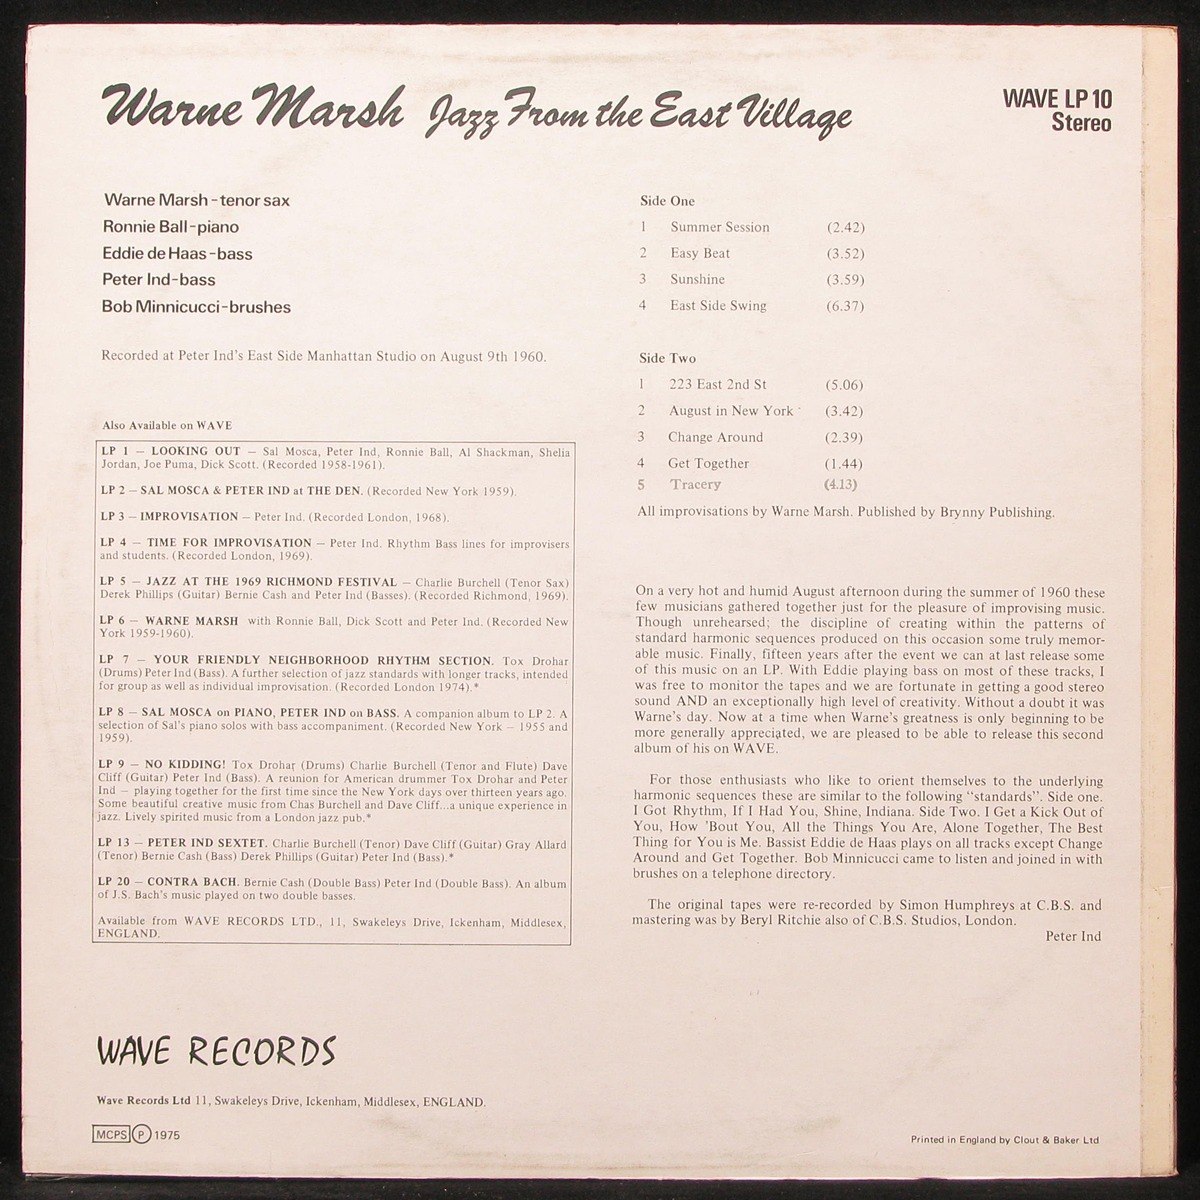 Warne Marsh Jazz From the East Village
WAVE LP 10
Stereo
Warne Marsh - tenor sax
Ronnie Ball - piano
Eddie de Haas - bass
Peter Ind - bass
Bob Minnicucci - brushes
Recorded at Peter Ind's East Side Manhattan Studio on August 9th 1960.
Also Available on WAVE
LP 1 — LOOKING OUT — Sal Mosca, Peter Ind, Ronnie Ball, Al Shackman, Shelia
Jordan, Joe Puma, Dick Scott. (Recorded 1958-1961).
LP 2 — SAL MOSCA & PETER IND at THE DEN. (Recorded New York 1959).
LP 3 — IMPROVISATION — Peter Ind. (Recorded London, 1968).
LP 4 — TIME FOR IMPROVISATION — Peter Ind. Rhythm Bass lines for improvisers
and students. (Recorded London, 1969).
LP 5 — JAZZ AT THE 1969 RICHMOND FESTIVAL — Charlie Burchell (Tenor Sax)
Derek Phillips (Guitar) Bernie Cash and Peter Ind (Basses). (Recorded Richmond, 1969).
LP 6 — WARNE MARSH with Ronnie Ball, Dick Scott and Peter Ind. (Recorded New
York 1959-1960).
LP 7 — YOUR FRIENDLY NEIGHBORHOOD RHYTHM SECTION. Tox Drohar
(Drums) Peter Ind (Bass). A further selection of jazz standards with longer tracks, intended
for group as well as individual improvisation. (Recorded London 1974).*
LP 8 — SAL MOSCA on PIANO, PETER IND on BASS. A companion album to LP 2. A
selection of Sal's piano solos with bass accompaniment. (Recorded New York — 1955 and
1959).
LP 9 — NO KIDDING! Tox Drohar (Drums) Charlie Burchell (Tenor and Flute) Dave
Cliff (Guitar) Peter Ind (Bass). A reunion for American drummer Tox Drohar and Peter
Ind — playing together for the first time since the New York days over thirteen years ago.
Some beautiful creative music from Chas Burchell and Dave Cliff...a unique experience in
jazz. Lively spirited music from a London jazz pub.*
LP 13 — PETER IND SEXTET. Charlie Burchell (Tenor) Dave Cliff (Guitar) Gray Allard
(Tenor) Bernie Cash (Bass) Derek Phillips (Guitar) Peter Ind (Bass).*
LP 20 — CONTRA BACH. Bernie Cash (Double Bass) Peter Ind (Double Bass). An album
of J.S. Bach's music played on two double basses.
Available from WAVE RECORDS LTD., 11, Swakeleys Drive, Ickenham, Middlesex,
ENGLAND.
Side One
1 Summer Session (2.42)
2 Easy Beat (3.52)
3 Sunshine (3.59)
4 East Side Swing (6.37)
Side Two
1 223 East 2nd St (5.06)
2 August in New York (3.42)
3 Change Around (2.39)
4 Get Together (1.44)
5 Tracery (4.13)
All improvisations by Warne Marsh. Published by Brynny Publishing.
On a very hot and humid August afternoon during the summer of 1960 these
few musicians gathered together just for the pleasure of improvising music.
Though unrehearsed; the discipline of creating within the patterns of
standard harmonic sequences produced on this occasion some truly memor-
able music. Finally, fifteen years after the event we can at last release some
of this music on an LP. With Eddie playing bass on most of these tracks, I
was free to monitor the tapes and we are fortunate in getting a good stereo
sound AND an exceptionally high level of creativity. Without a doubt it was
Warne's day. Now at a time when Warne's greatness is only beginning to be
more generally appreciated, we are pleased to be able to release this second
album of his on WAVE.
For those enthusiasts who like to orient themselves to the underlying
harmonic sequences these are similar to the following "standards". Side one.
I Got Rhythm, If I Had You, Shine, Indiana. Side Two. I Get a Kick Out of
You, How 'Bout You, All the Things You Are, Alone Together, The Best
Thing for You is Me. Bassist Eddie de Haas plays on all tracks except Change
Around and Get Together. Bob Minnicucci came to listen and joined in with
brushes on a telephone directory.
The original tapes were re-recorded by Simon Humphreys at C.B.S. and
mastering was by Beryl Ritchie also of C.B.S. Studios, London.
Peter Ind
WAVE RECORDS
Wave Records Ltd 11, Swakeleys Drive, Ickenham, Middlesex, ENGLAND.
MCPS P 1975
Printed in England by Clout & Baker Ltd